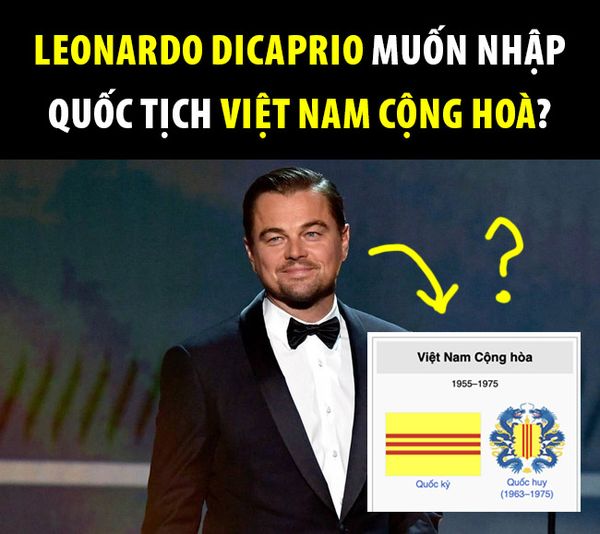 LEONARDO DICAPRIO MUỐN NHẬP
QUỐC TỊCH VIỆT NAM CỘNG HOÀ?
?
Việt Nam Cộng hòa
1955–1975
Quốc kỳ
Quốc huy
(1963–1975)